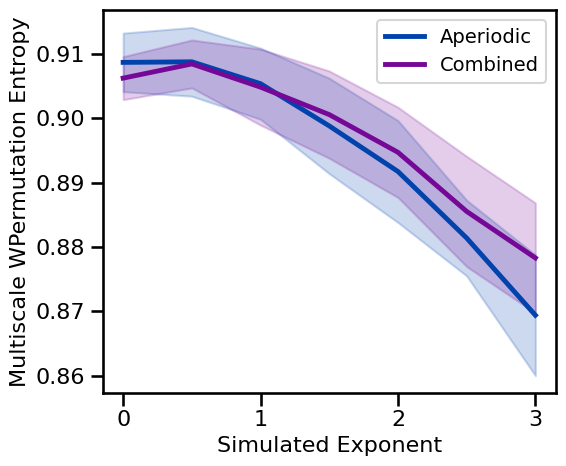 Multiscale WPermutation Entropy
0.91
0.90
0.89
0.88
0.87
0.86
Aperiodic
Combined
0 1 2 3
Simulated Exponent